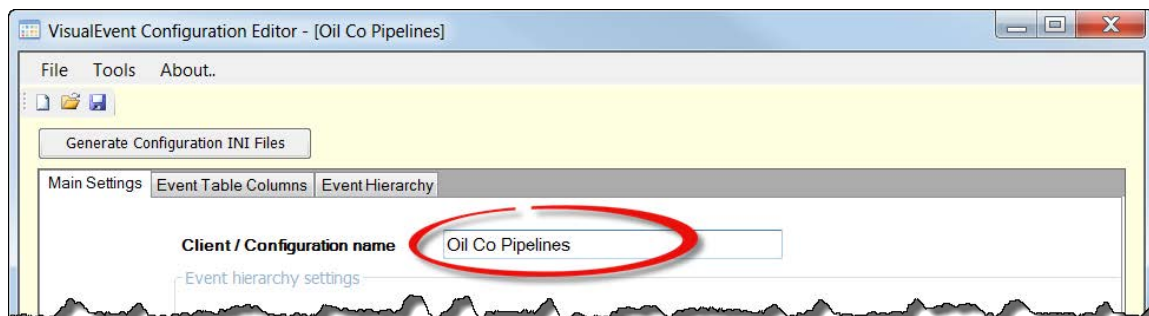 VisualEvent Configuration Editor - [Oil Co Pipelines]
File Tools About..
Generate Configuration INI Files
Main Settings Event Table Columns Event Hierarchy
Client / Configuration name Oil Co Pipelines
Event hierarchy settings